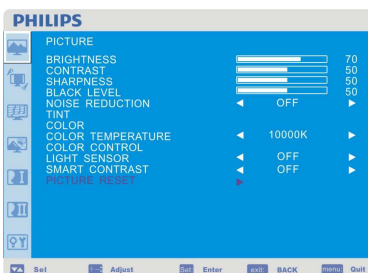 PHILIPS
PICTURE
BRIGHTNESS 70
CONTRAST 50
SHARPNESS 50
BLACK LEVEL 50
NOISE REDUCTION OFF
TINT
COLOR
COLOR TEMPERATURE 10000K
COLOR CONTROL
LIGHT SENSOR OFF
SMART CONTRAST OFF
PICTURE RESET
Sel Adjust Set Enter exit: BACK menu: Quit